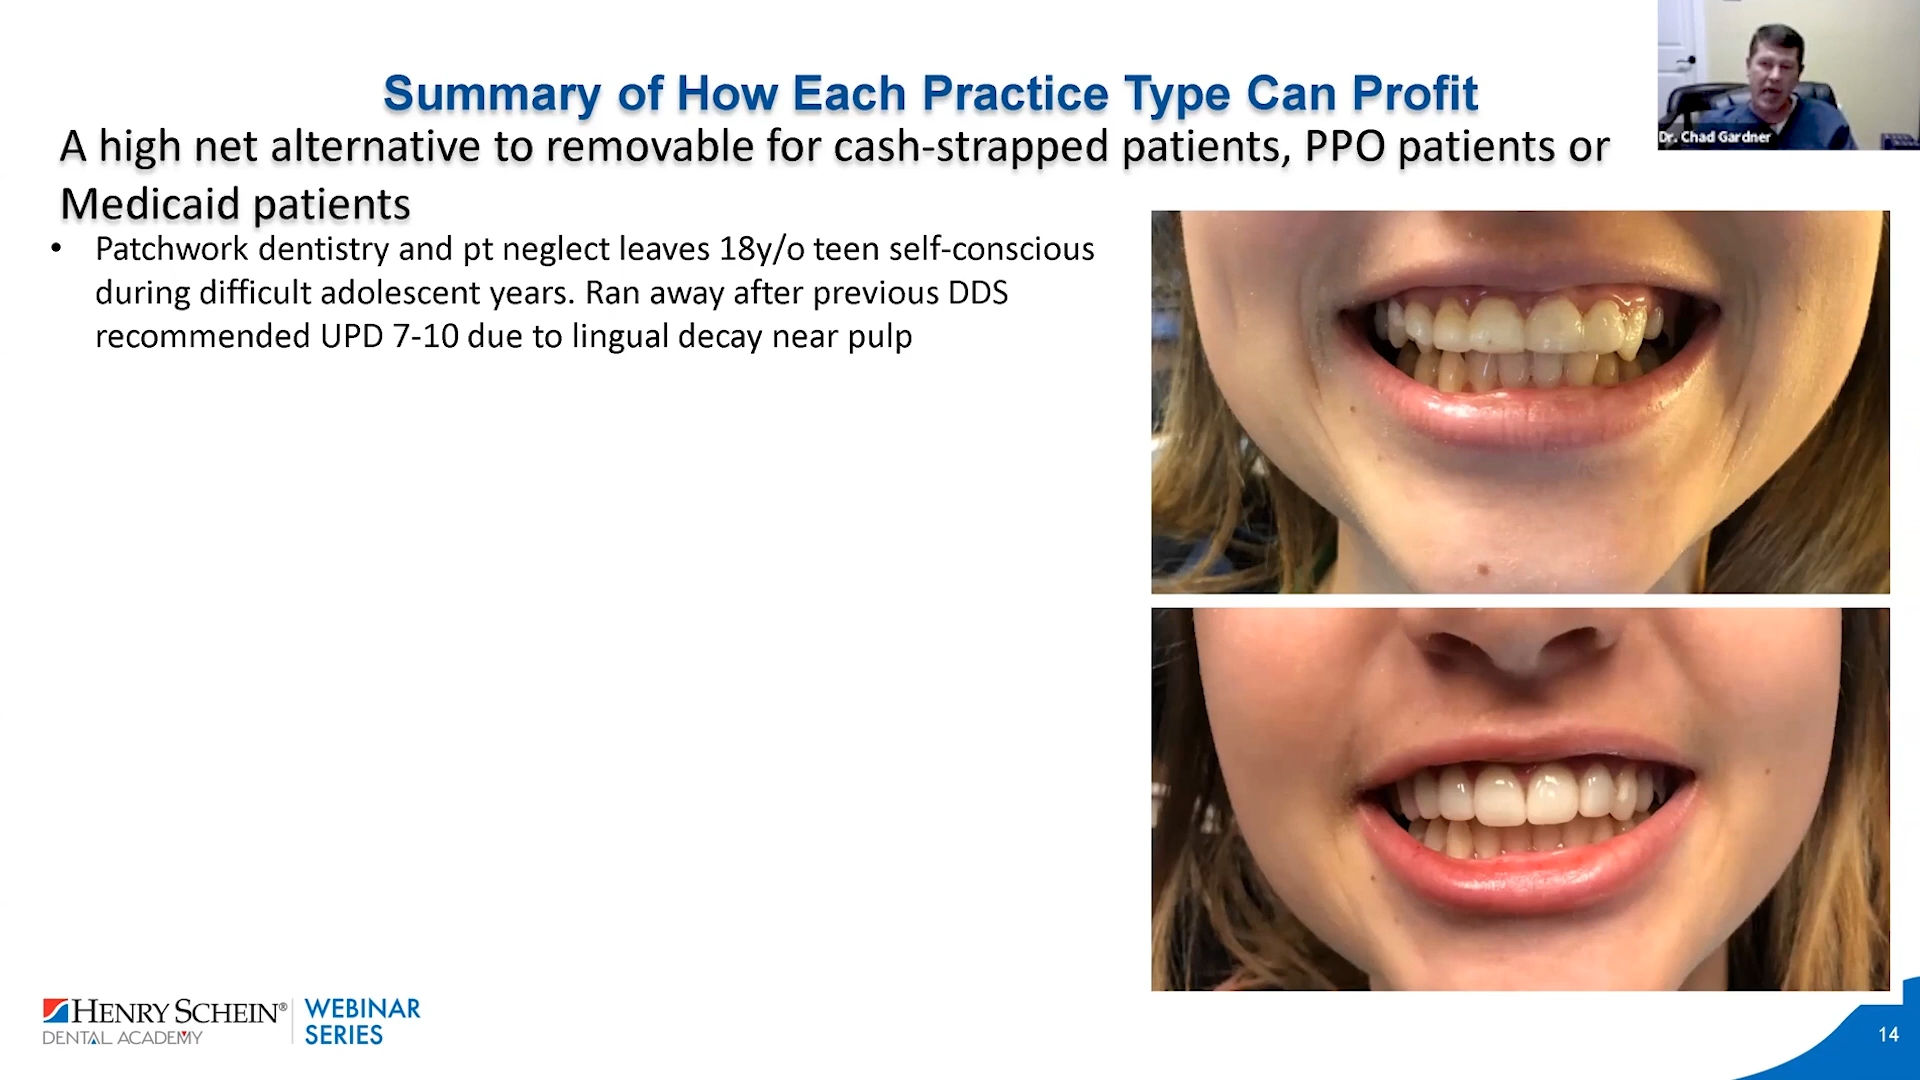 Summary of How Each Practice Type Can Profit
A high net alternative to removable for cash-strapped patients, PPO patients or
Medicaid patients
• Patchwork dentistry and pt neglect leaves 18y/o teen self-conscious
during difficult adolescent years. Ran away after previous DDS
recommended UPD 7-10 due to lingual decay near pulp
Dr. Chad Gardner
HENRY SCHEIN®
DENTAL ACADEMY
WEBINAR
SERIES
14